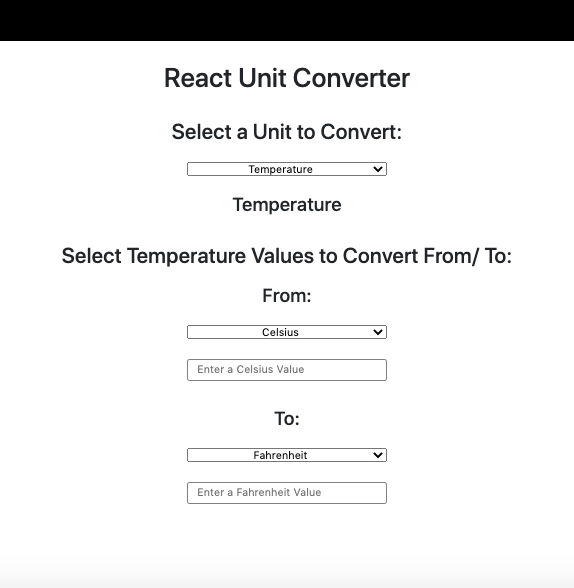 React Unit Converter
Select a Unit to Convert:
Temperature
Temperature
Select Temperature Values to Convert From/ To:
From:
Celsius
Enter a Celsius Value
To:
Fahrenheit
Enter a Fahrenheit Value